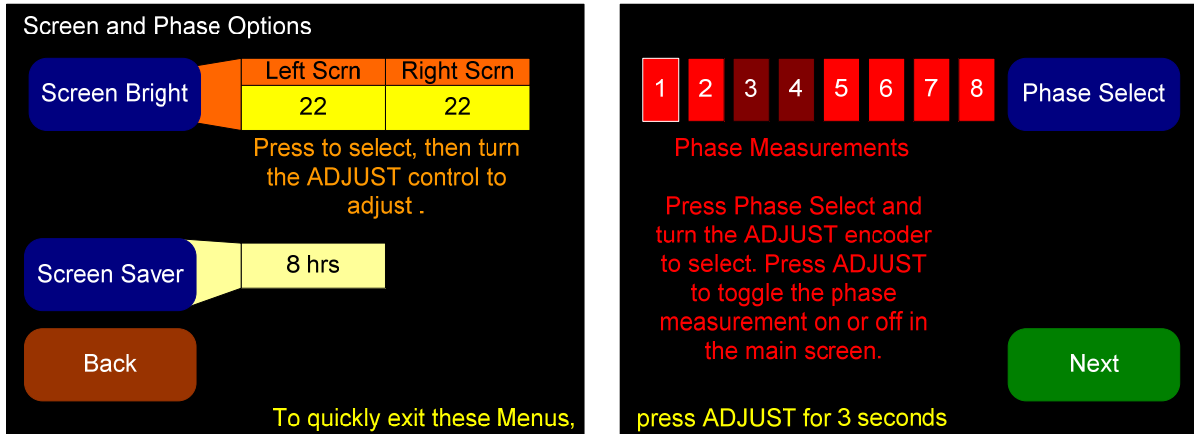 Screen and Phase Options
Screen Bright
Left Scrn
Right Scrn
22
22
Press to select, then turn
the ADJUST control to
adjust .
Screen Saver
8 hrs
Back
To quickly exit these Menus,
1 2 3 4 5 6 7 8
Phase Select
Phase Measurements
Press Phase Select and
turn the ADJUST encoder
to select. Press ADJUST
to toggle the phase
measurement on or off in
the main screen.
Next
press ADJUST for 3 seconds